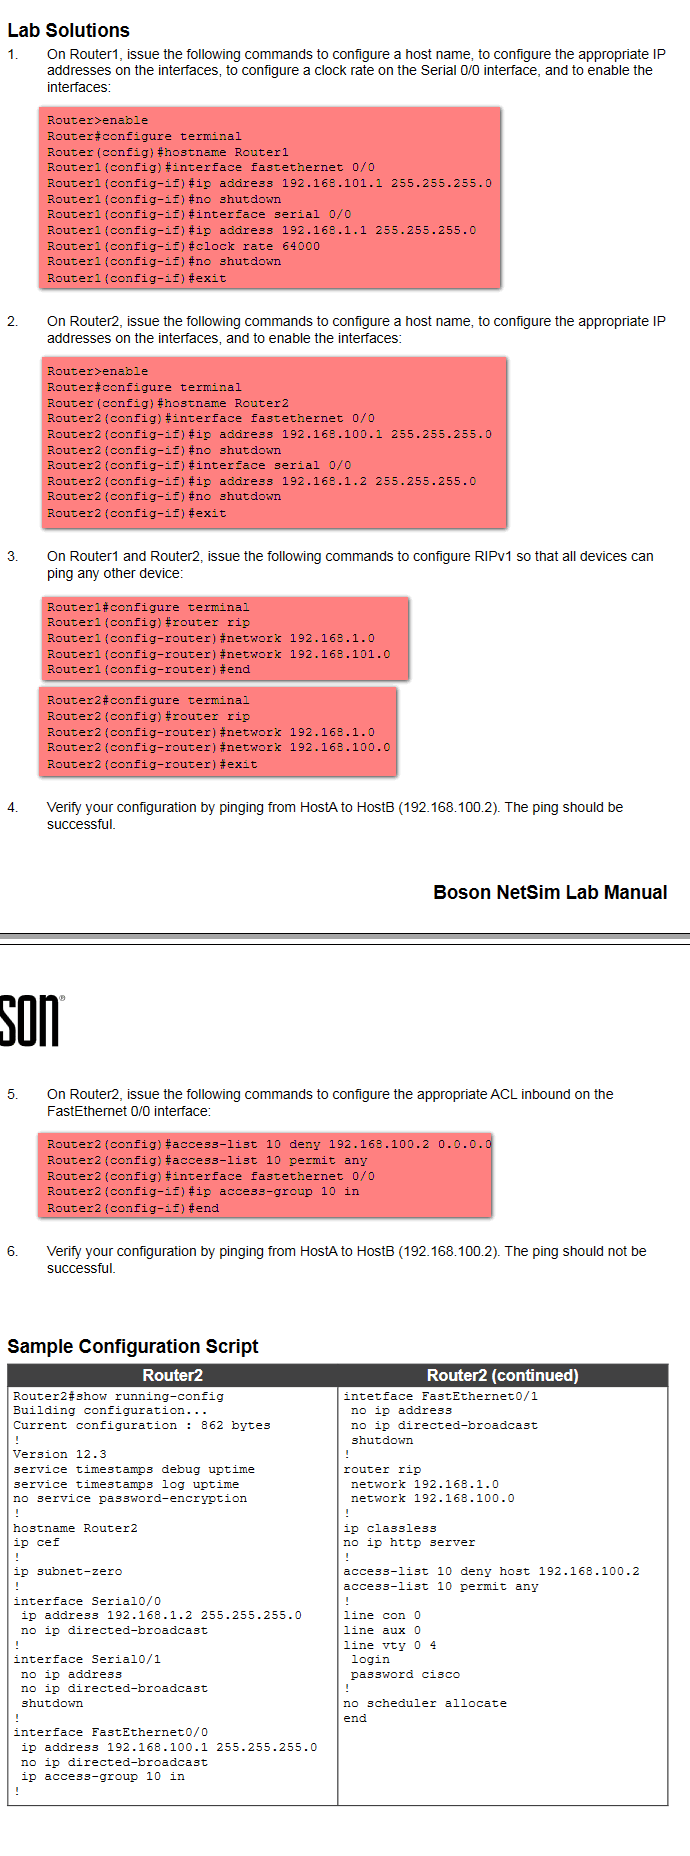 Lab Solutions
1. On Router1, issue the following commands to configure a host name, to configure the appropriate IP
addresses on the interfaces, to configure a clock rate on the Serial 0/0 interface, and to enable the
interfaces:
Router>enable
Router#configure terminal
Router(config)#hostname Router1
Router1(config)#interface fastethernet 0/0
Router1(config-if)#ip address 192.168.101.1 255.255.255.0
Router1(config-if)#no shutdown
Router1(config-if)#interface serial 0/0
Router1(config-if)#ip address 192.168.1.1 255.255.255.0
Router1(config-if)#clock rate 64000
Router1(config-if)#no shutdown
Router1(config-if)#exit
2. On Router2, issue the following commands to configure a host name, to configure the appropriate IP
addresses on the interfaces, and to enable the interfaces:
Router>enable
Router#configure terminal
Router(config)#hostname Router2
Router2(config)#interface fastethernet 0/0
Router2(config-if)#ip address 192.168.100.1 255.255.255.0
Router2(config-if)#no shutdown
Router2(config-if)#interface serial 0/0
Router2(config-if)#ip address 192.168.1.2 255.255.255.0
Router2(config-if)#no shutdown
Router2(config-if)#exit
3. On Router1 and Router2, issue the following commands to configure RIPv1 so that all devices can
ping any other device:
Router1#configure terminal
Router1(config)#router rip
Router1(config-router)#network 192.168.1.0
Router1(config-router)#network 192.168.101.0
Router1(config-router)#end
Router2#configure terminal
Router2(config)#router rip
Router2(config-router)#network 192.168.1.0
Router2(config-router)#network 192.168.100.0
Router2(config-router)#exit
4. Verify your configuration by pinging from HostA to HostB (192.168.100.2). The ping should be
successful.
Boson NetSim Lab Manual
son®
5. On Router2, issue the following commands to configure the appropriate ACL inbound on the
FastEthernet 0/0 interface:
Router2(config)#access-list 10 deny 192.168.100.2 0.0.0.0
Router2(config)#access-list 10 permit any
Router2(config)#interface fastethernet 0/0
Router2(config-if)#ip access-group 10 in
Router2(config-if)#end
6. Verify your configuration by pinging from HostA to HostB (192.168.100.2). The ping should not be
successful.
Sample Configuration Script
Router2
Router2#show running-config
Building configuration...
Current configuration : 862 bytes
!
Version 12.3
service timestamps debug uptime
service timestamps log uptime
no service password-encryption
!
hostname Router2
ip cef
!
ip subnet-zero
!
interface Serial0/0
ip address 192.168.1.2 255.255.255.0
no ip directed-broadcast
!
interface Serial0/1
no ip address
no ip directed-broadcast
shutdown
!
interface FastEthernet0/0
ip address 192.168.100.1 255.255.255.0
no ip directed-broadcast
ip access-group 10 in
!
Router2 (continued)
intetface FastEthernet0/1
no ip address
no ip directed-broadcast
shutdown
!
router rip
network 192.168.1.0
network 192.168.100.0
!
ip classless
no ip http server
!
access-list 10 deny host 192.168.100.2
access-list 10 permit any
!
line con 0
line aux 0
line vty 0 4
login
password cisco
!
no scheduler allocate
end